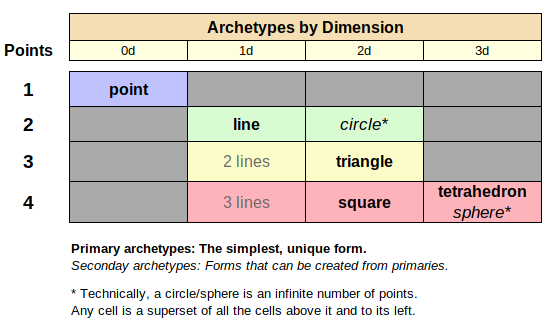 Archetypes by Dimension
Points 0d 1d 2d 3d
1 point
2 line circle*
3 2 lines triangle
4 3 lines square tetrahedron
sphere*
Primary archetypes: The simplest, unique form.
Seconday archetypes: Forms that can be created from primaries.
* Technically, a circle/sphere is an infinite number of points.
Any cell is a superset of all the cells above it and to its left.